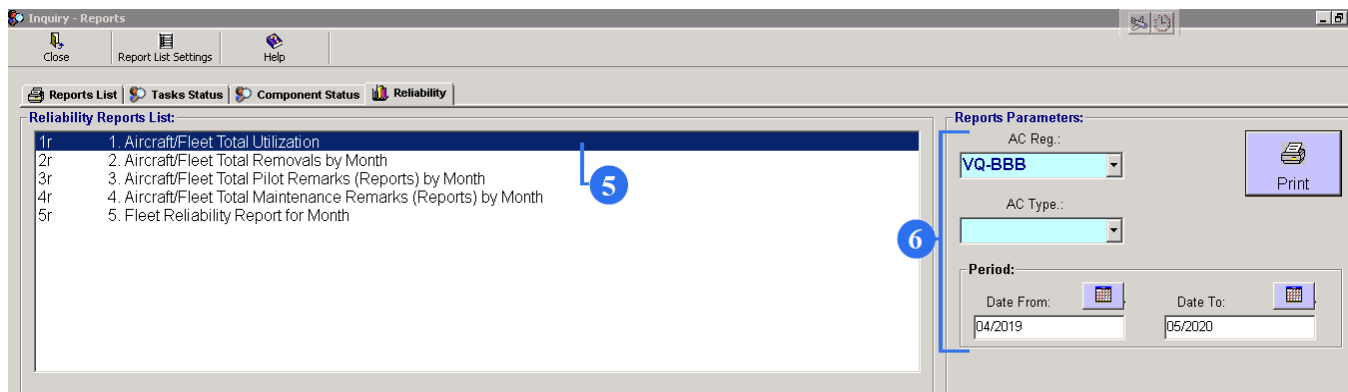 Inquiry - Reports
Close
Report List Settings
Help
Reports List
Tasks Status
Component Status
Reliability
Reliability Reports List:
1r 1. Aircraft/Fleet Total Utilization
2r 2. Aircraft/Fleet Total Removals by Month
3r 3. Aircraft/Fleet Total Pilot Remarks (Reports) by Month
4r 4. Aircraft/Fleet Total Maintenance Remarks (Reports) by Month
5r 5. Fleet Reliability Report for Month
5
6
Reports Parameters:
AC Reg.:
VQ-BBB
Print
AC Type.:
Period:
Date From:
Date To:
04/2019
05/2020